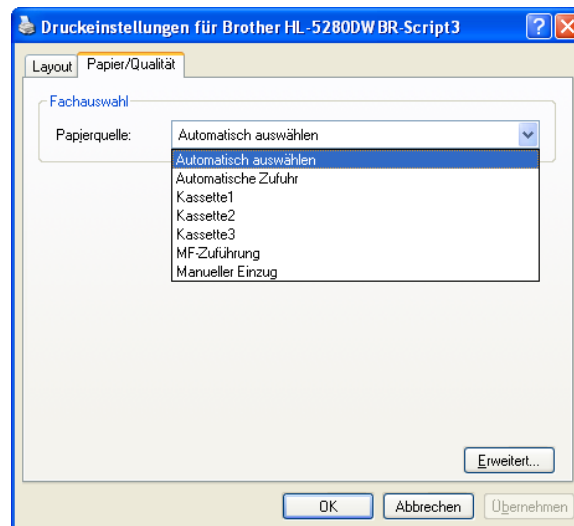 Druckeinstellungen für Brother HL-5280DW BR-Script3
Layout Papier/Qualität
Fachauswahl
Papierquelle: Automatisch auswählen
Automatisch auswählen
Automatische Zufuhr
Kassette1
Kassette2
Kassette3
MF-Zuführung
Manueller Einzug
Erweitert...
OK Abbrechen Übernehmen